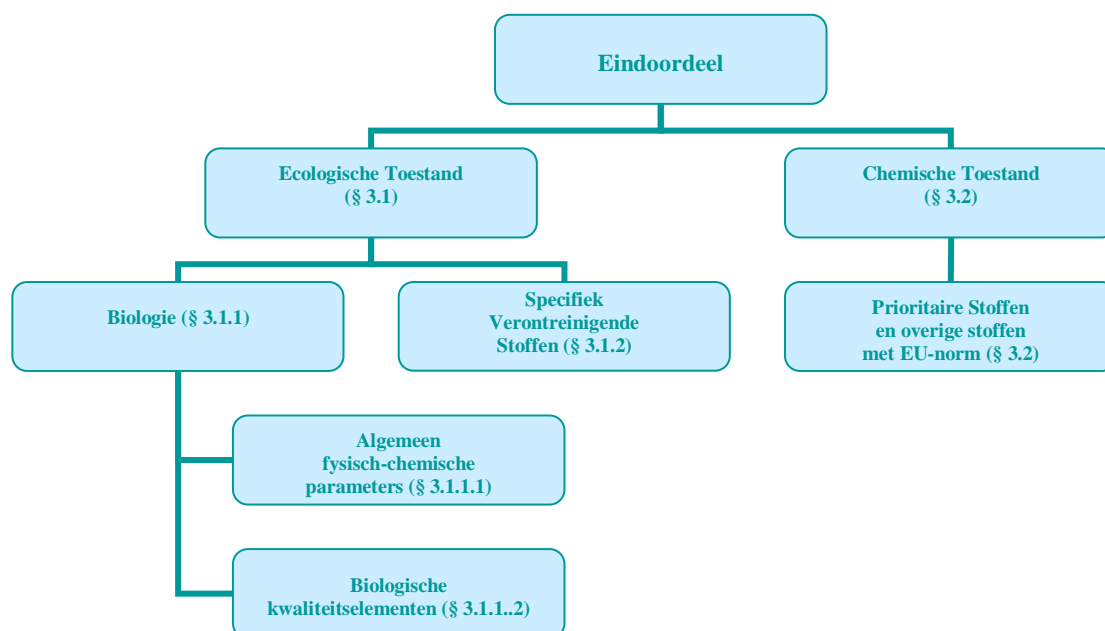 Eindoordeel
Ecologische Toestand
(§ 3.1)
Chemische Toestand
(§ 3.2)
Biologie (§ 3.1.1)
Specifiek
Verontreinigende
Stoffen (§ 3.1.2)
Prioritaire Stoffen
en overige stoffen
met EU-norm (§ 3.2)
Algemeen
fysisch-chemische
parameters (§ 3.1.1.1)
Biologische
kwaliteitselementen (§ 3.1.1..2)